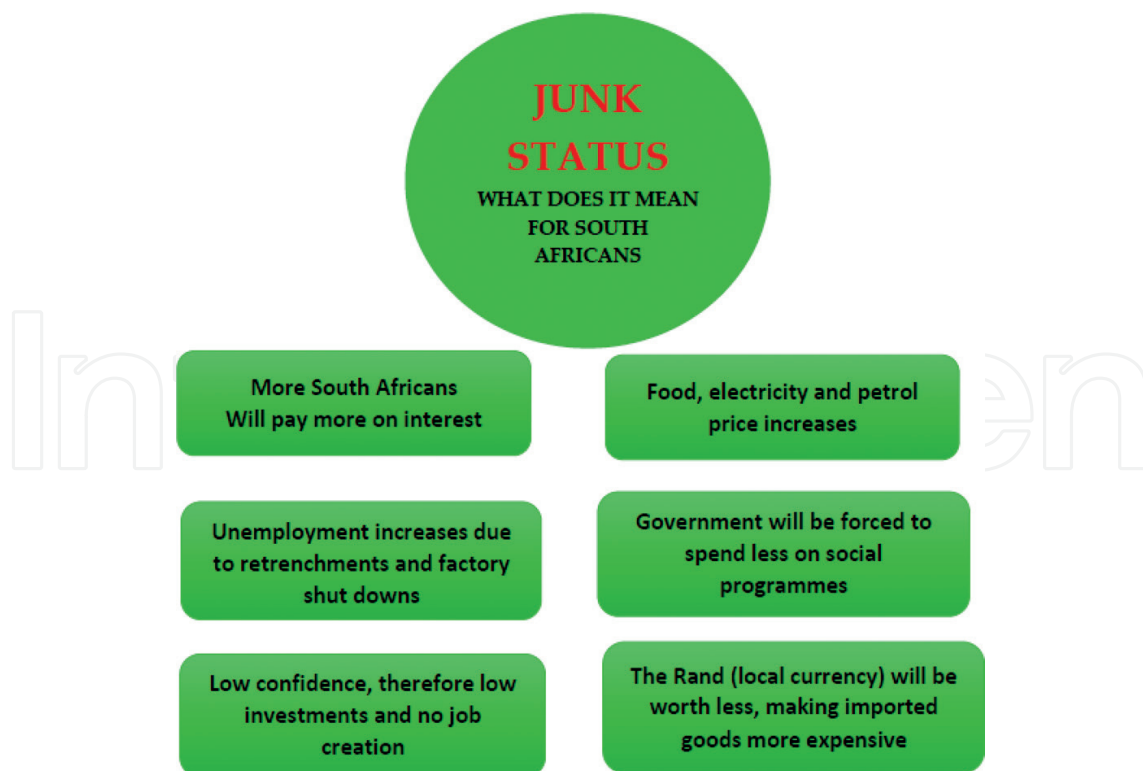 JUNK
STATUS
WHAT DOES IT MEAN
FOR SOUTH
AFRICANS
More South Africans
Will pay more on interest
Food, electricity and petrol
price increases
Unemployment increases due
to retrenchments and factory
shut downs
Government will be forced to
spend less on social
programmes
Low confidence, therefore low
investments and no job
creation
The Rand (local currency) will be
worth less, making imported
goods more expensive